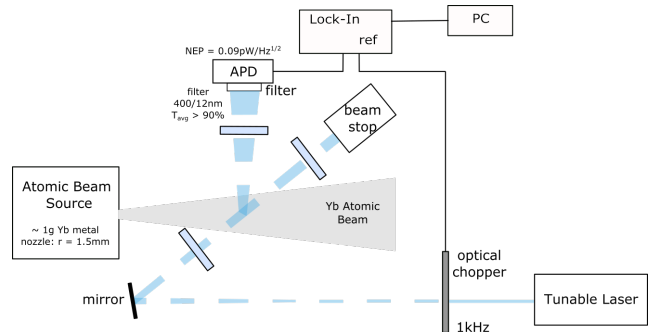 Lock-In
ref
PC
NEP = 0.09pW/Hz1/2
APD
filter
filter
400/12nm
Tavg > 90%
beam
stop
Atomic Beam
Source
~ 1g Yb metal
nozzle: r = 1.5mm
Yb Atomic
Beam
optical
chopper
mirror
Tunable Laser
1kHz